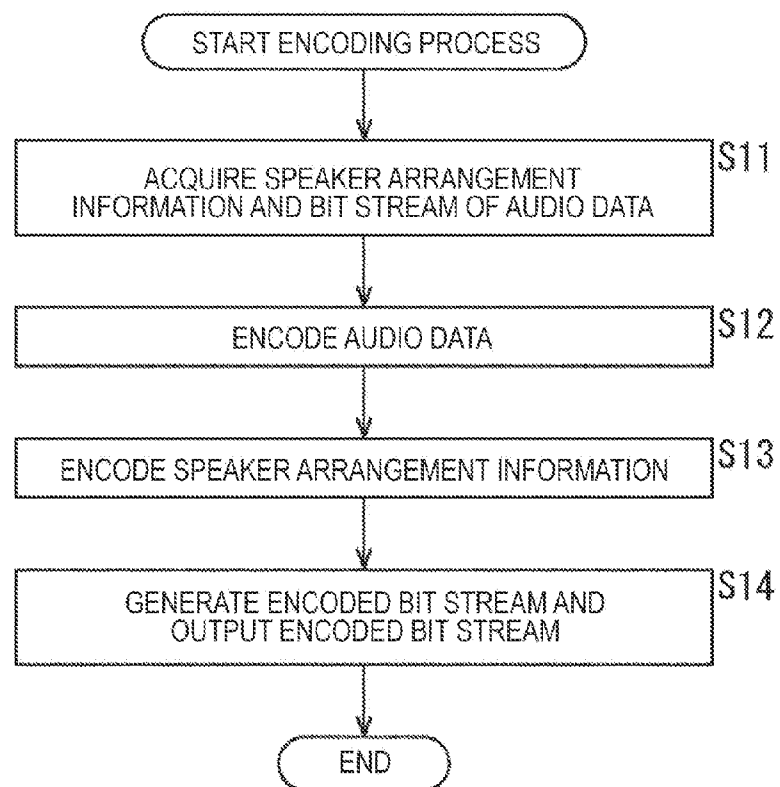 START ENCODING PROCESS
S11
ACQUIRE SPEAKER ARRANGEMENT
INFORMATION AND BIT STREAM OF AUDIO DATA
S12
ENCODE AUDIO DATA
S13
ENCODE SPEAKER ARRANGEMENT INFORMATION
S14
GENERATE ENCODED BIT STREAM AND
OUTPUT ENCODED BIT STREAM
END